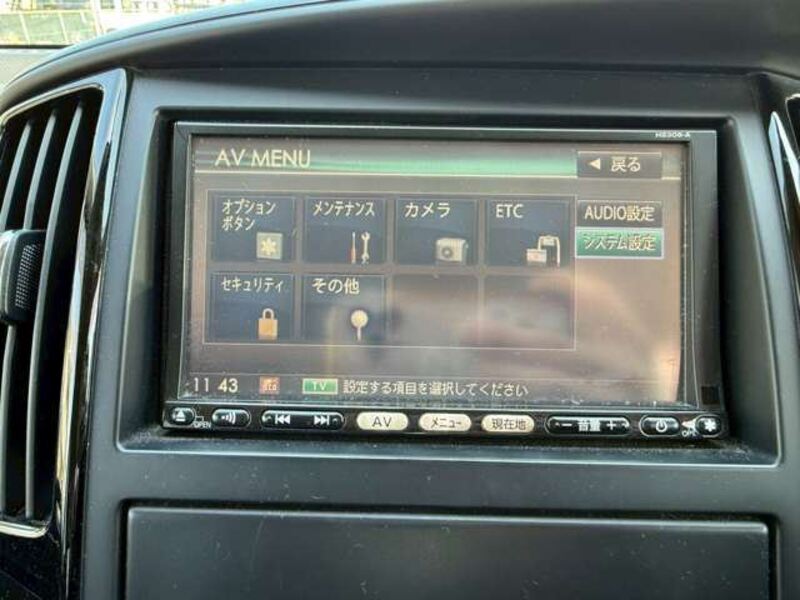 AV MENU
戻る
オプション
ボタン
メンテナンス
カメラ
ETC
AUDIO設定
システム設定
セキュリティ
その他
11 43
TV
設定する項目を選択してください
OPEN
AV
メニュー
現在地
− 音量 +